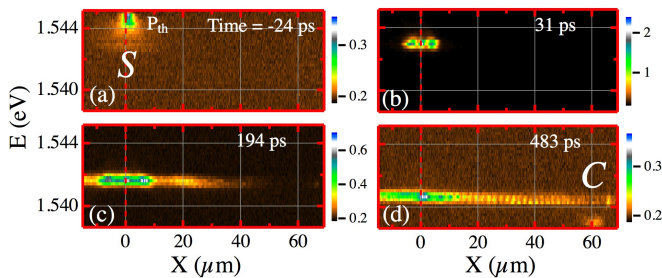 E (eV)
1.544
1.540
P_th
Time = -24 ps
S
(a)
0.3
0.2
31 ps
(b)
2
1
1.544
1.540
194 ps
(c)
0.6
0.4
0.2
0 20 40 60
X (μm)
483 ps
C
(d)
0.3
0.2
0 20 40 60
X (μm)